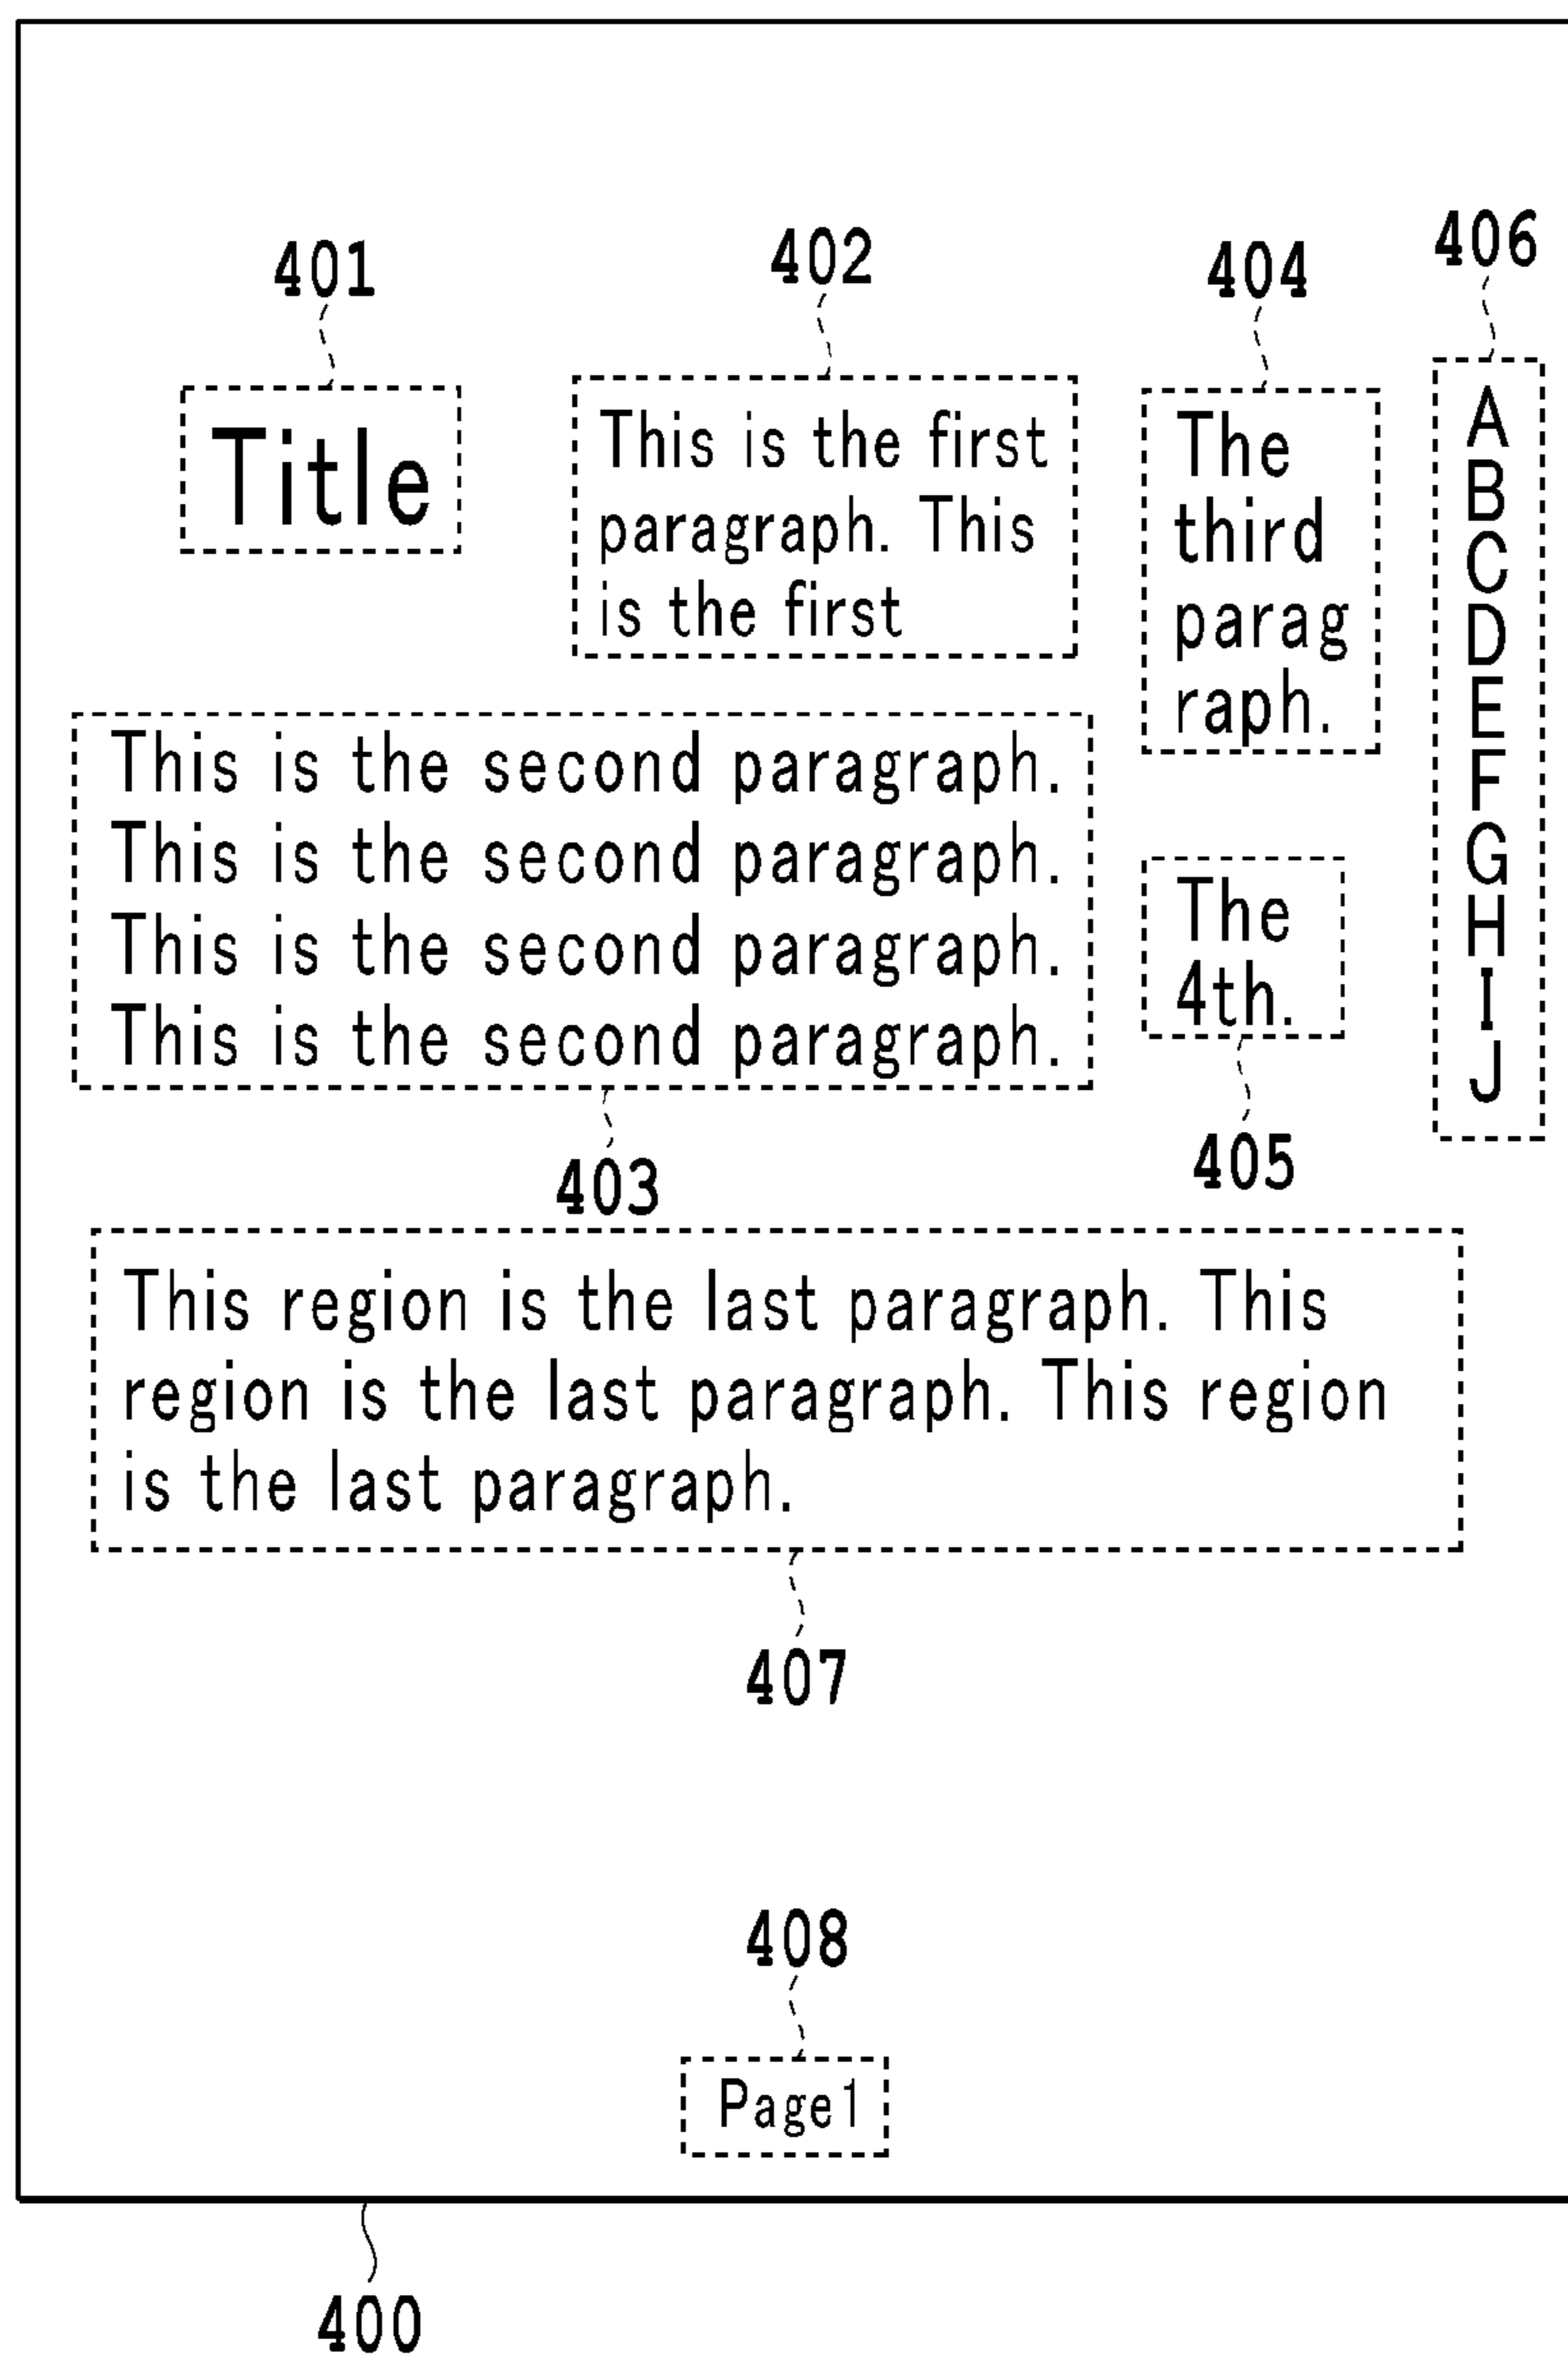 401
Title
402
This is the first
paragraph. This
is the first
403
This is the second paragraph.
This is the second paragraph.
This is the second paragraph.
This is the second paragraph.
404
The
third
parag
raph.
405
The
4th.
406
A
B
C
D
E
F
G
H
I
J
407
This region is the last paragraph. This
region is the last paragraph. This region
is the last paragraph.
408
Page1
400